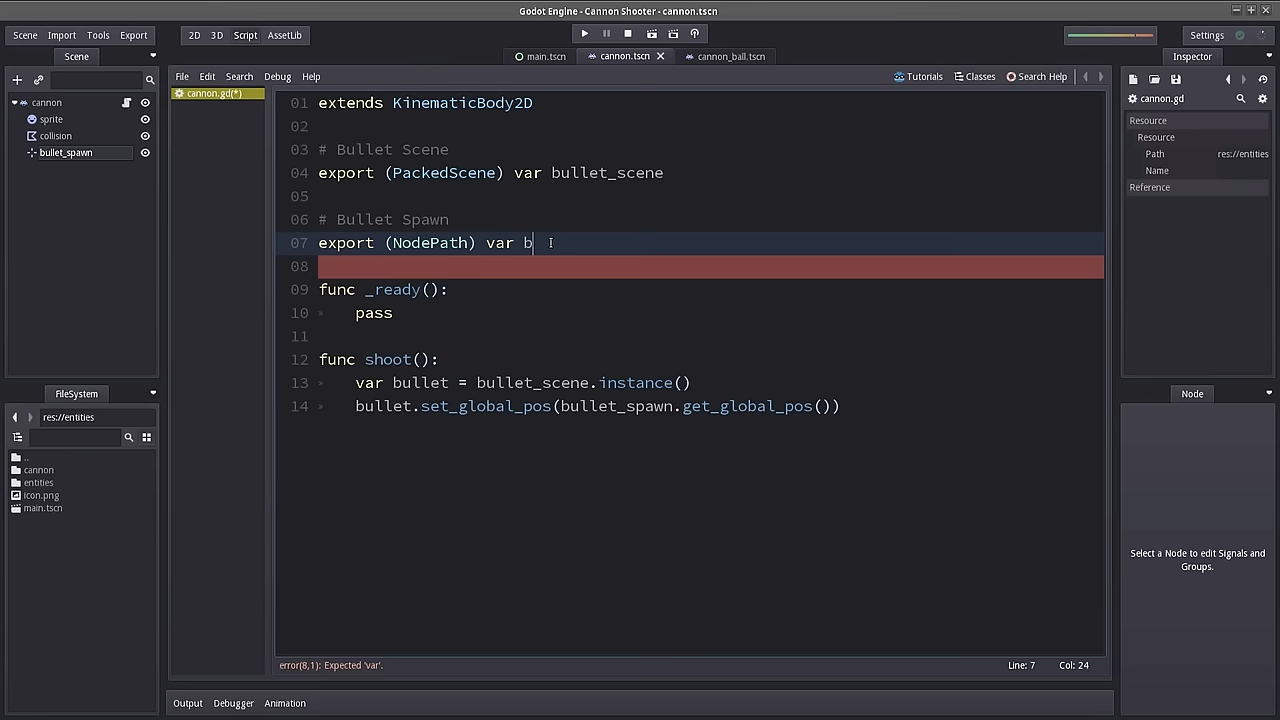 Godot Engine - Cannon Shooter - cannon.tscn
Scene Import Tools Export 2D 3D Script AssetLib Settings
Scene main.tscn cannon.tscn cannon_ball.tscn Inspector
File Edit Search Debug Help Tutorials Classes Search Help
cannon
sprite
collision
bullet_spawn
cannon.gd(*)
01 extends KinematicBody2D
02
03 # Bullet Scene
04 export (PackedScene) var bullet_scene
05
06 # Bullet Spawn
07 export (NodePath) var b
08
09 func _ready():
10 pass
11
12 func shoot():
13 var bullet = bullet_scene.instance()
14 bullet.set_global_pos(bullet_spawn.get_global_pos())
error(8,1): Expected 'var'. Line: 7 Col: 24
cannon.gd
Resource
Resource
Path res://entities
Name
Reference
FileSystem
res://entities
..
cannon
entities
icon.png
main.tscn
Node
Select a Node to edit Signals and
Groups.
Output Debugger Animation